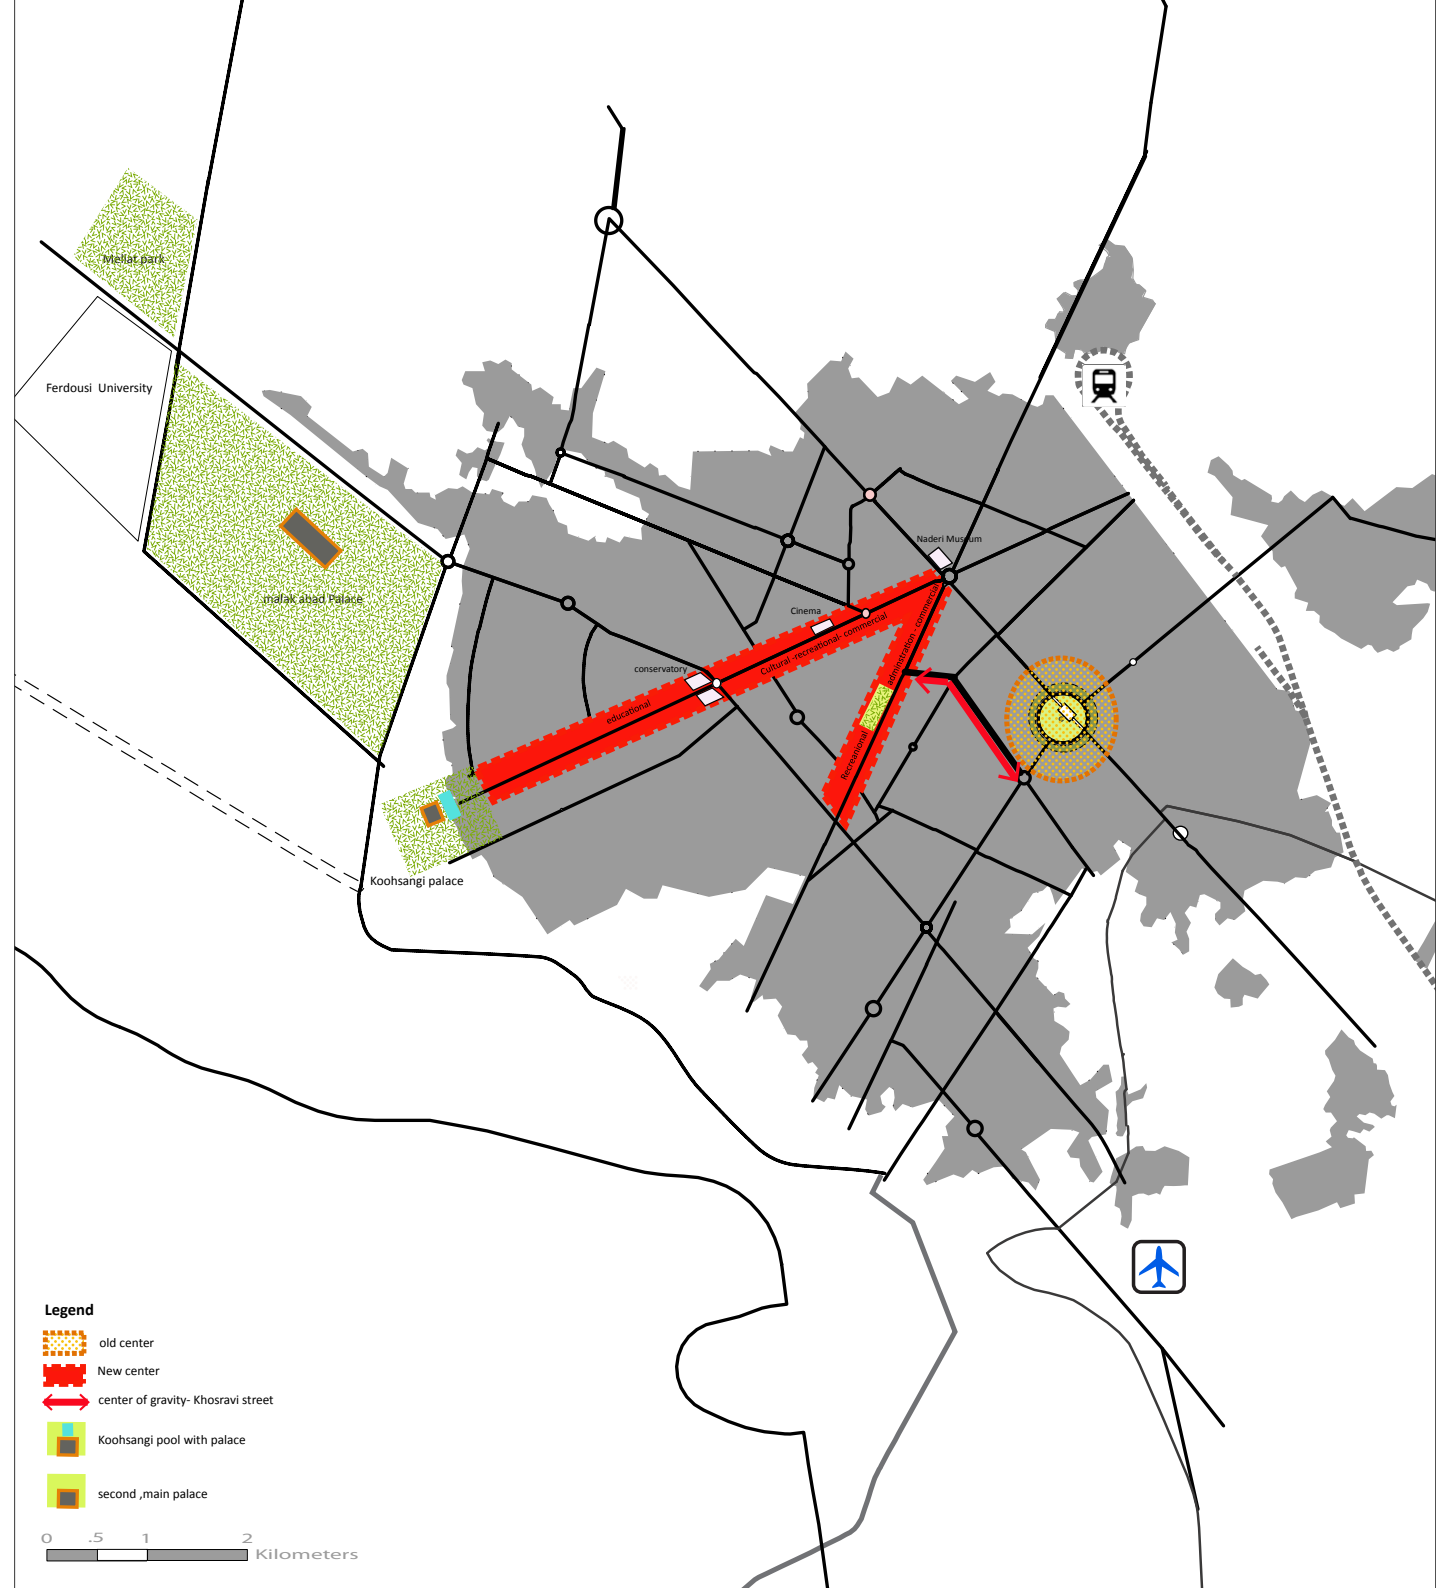 Mellat park
Ferdousi University
Naderi Museum
malak abad Palace
Cinema
Cultural -recreational- commercial
adminstration - commercial
conservatory
educational
Recreanional
Koohsangi palace
Legend
old center
New center
center of gravity- Khosravi street
Koohsangi pool with palace
second ,main palace
0 .5 1 2
Kilometers